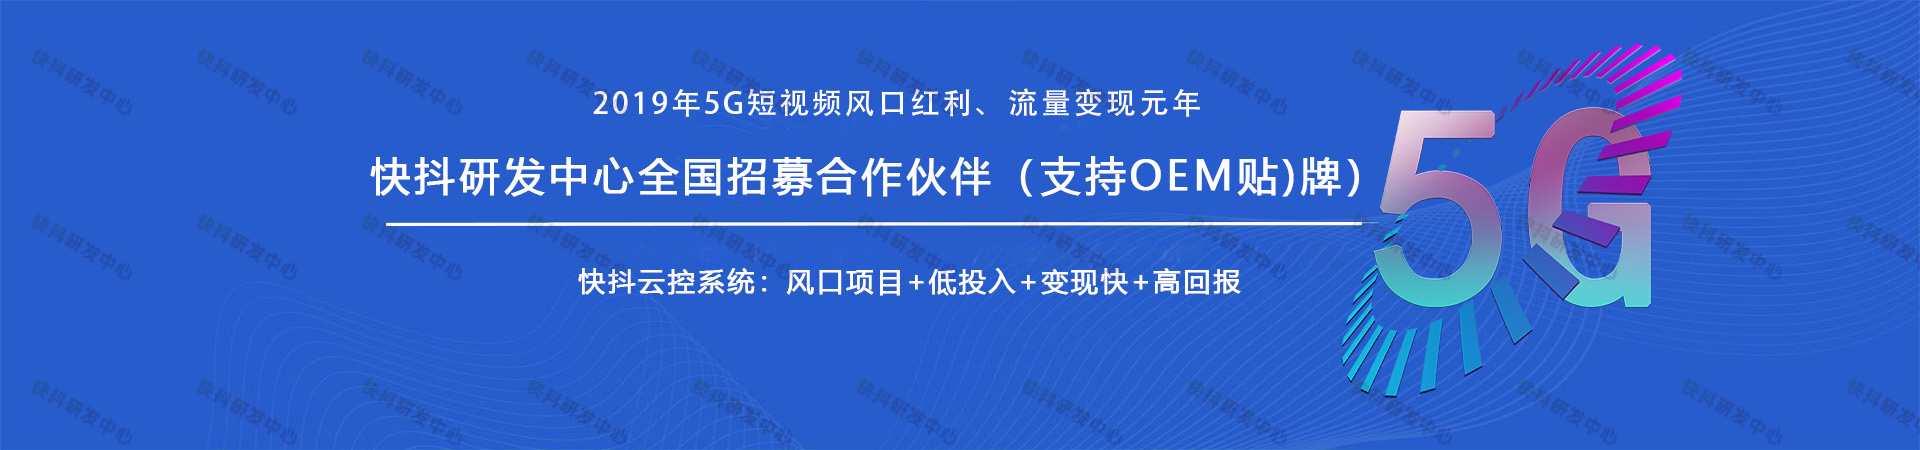 2019年5G短视频风口红利、流量变现元年
快抖研发中心全国招募合作伙伴（支持OEM贴)牌）
快抖云控系统：风口项目+低投入+变现快+高回报
5G
快抖研发中心